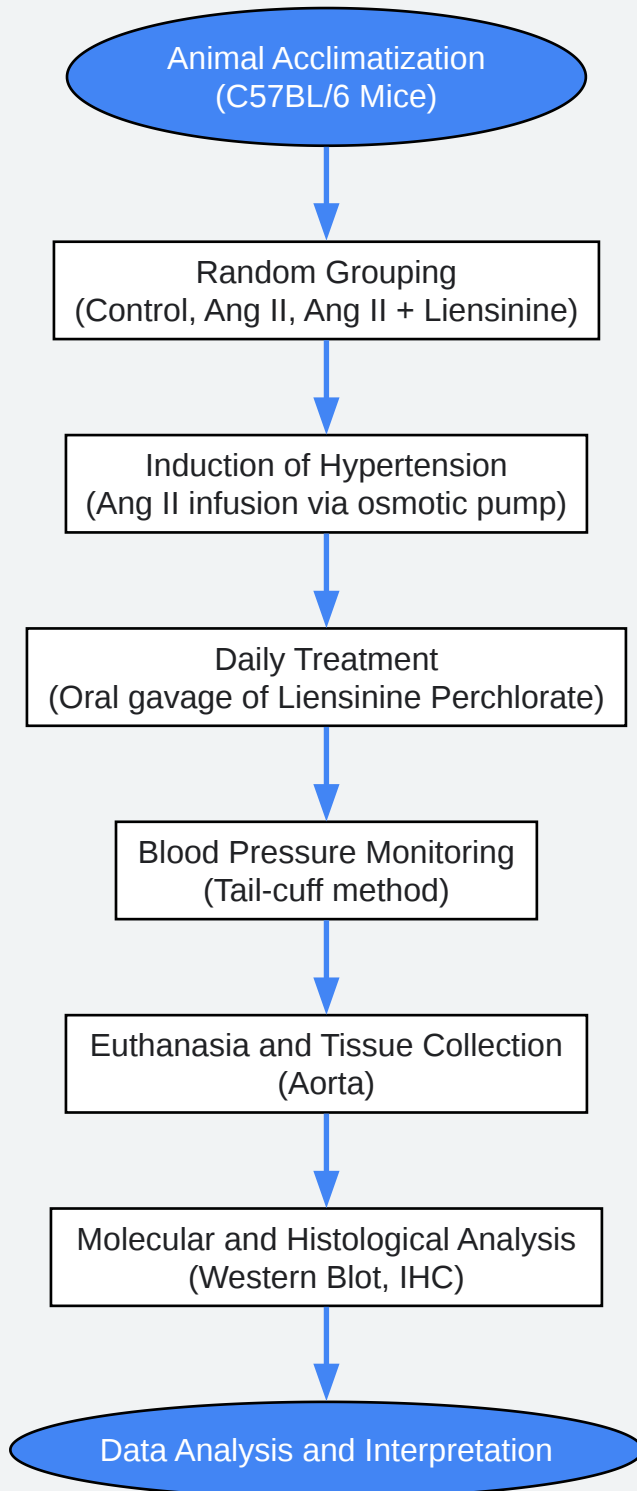 Animal Acclimatization
(C57BL/6 Mice)
Random Grouping
(Control, Ang II, Ang II + Liensinine)
Induction of Hypertension
(Ang II infusion via osmotic pump)
Daily Treatment
(Oral gavage of Liensinine Perchlorate)
Blood Pressure Monitoring
(Tail-cuff method)
Euthanasia and Tissue Collection
(Aorta)
Molecular and Histological Analysis
(Western Blot, IHC)
Data Analysis and Interpretation